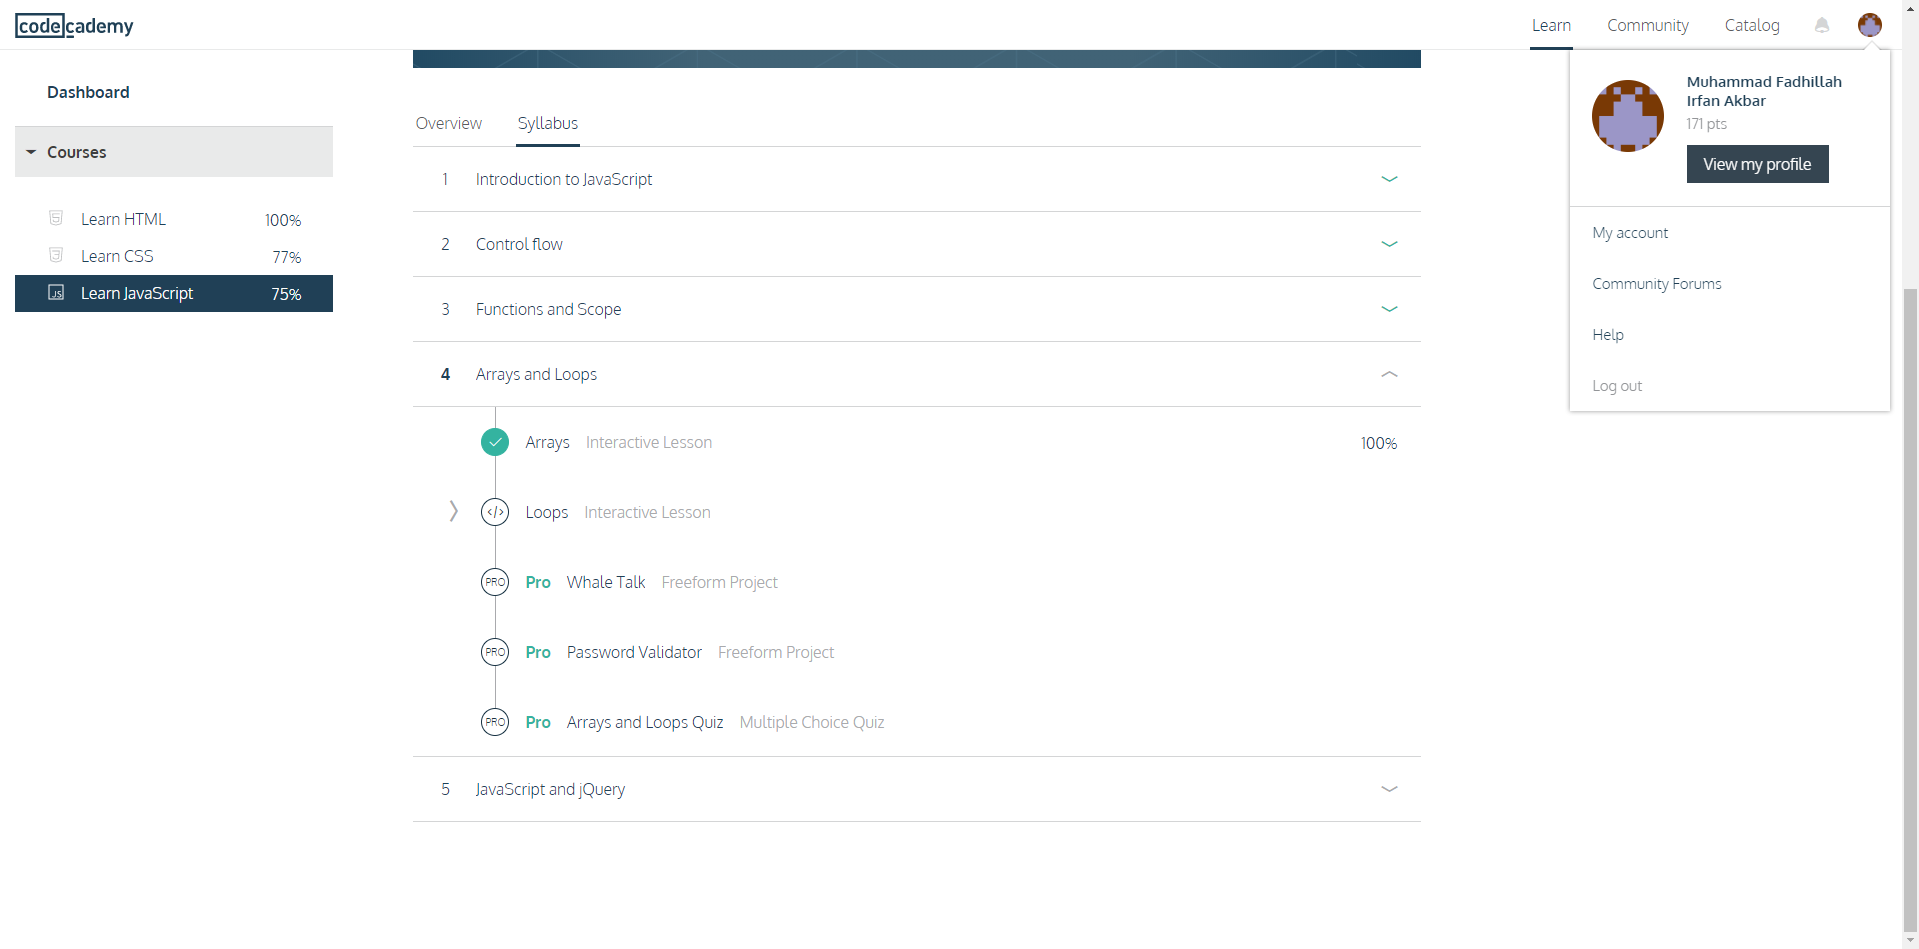 codecademy
Learn Community Catalog
Dashboard
Courses
Learn HTML 100%
Learn CSS 77%
JS Learn JavaScript 75%
Overview Syllabus
1 Introduction to JavaScript
2 Control flow
3 Functions and Scope
4 Arrays and Loops
Arrays Interactive Lesson 100%
</> Loops Interactive Lesson
PRO Pro Whale Talk Freeform Project
PRO Pro Password Validator Freeform Project
PRO Pro Arrays and Loops Quiz Multiple Choice Quiz
5 JavaScript and jQuery
Muhammad Fadhillah
Irfan Akbar
171 pts
View my profile
My account
Community Forums
Help
Log out